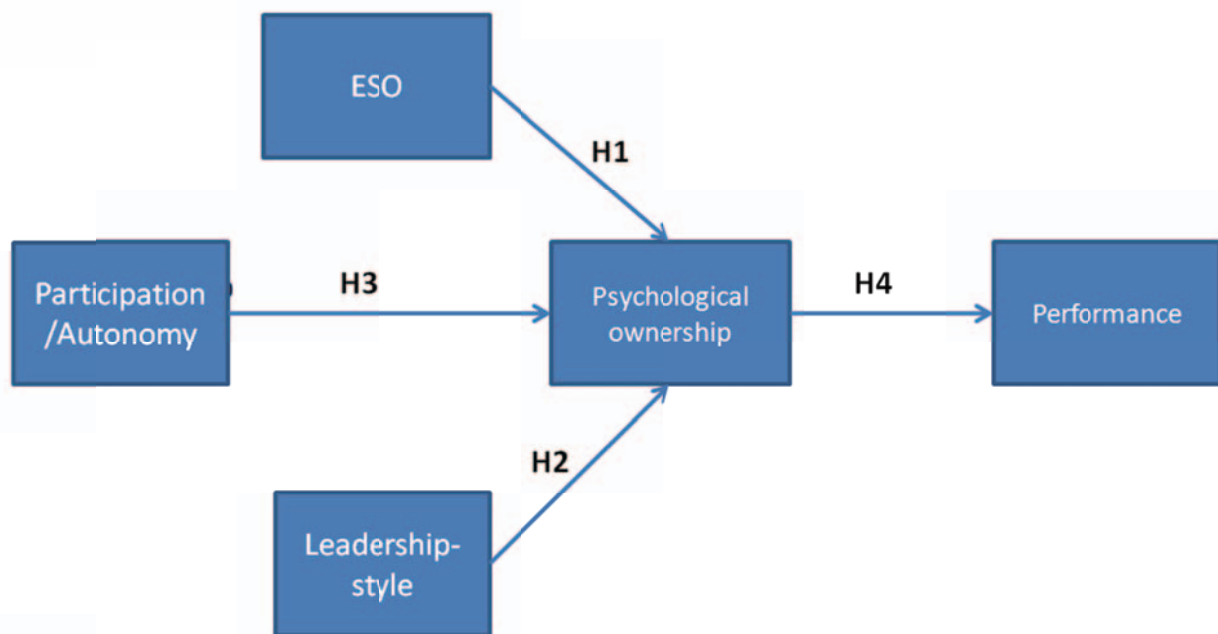 ESO
H1
Participation
/Autonomy
H3
Psychological
ownership
H4
Performance
H2
Leadership-
style